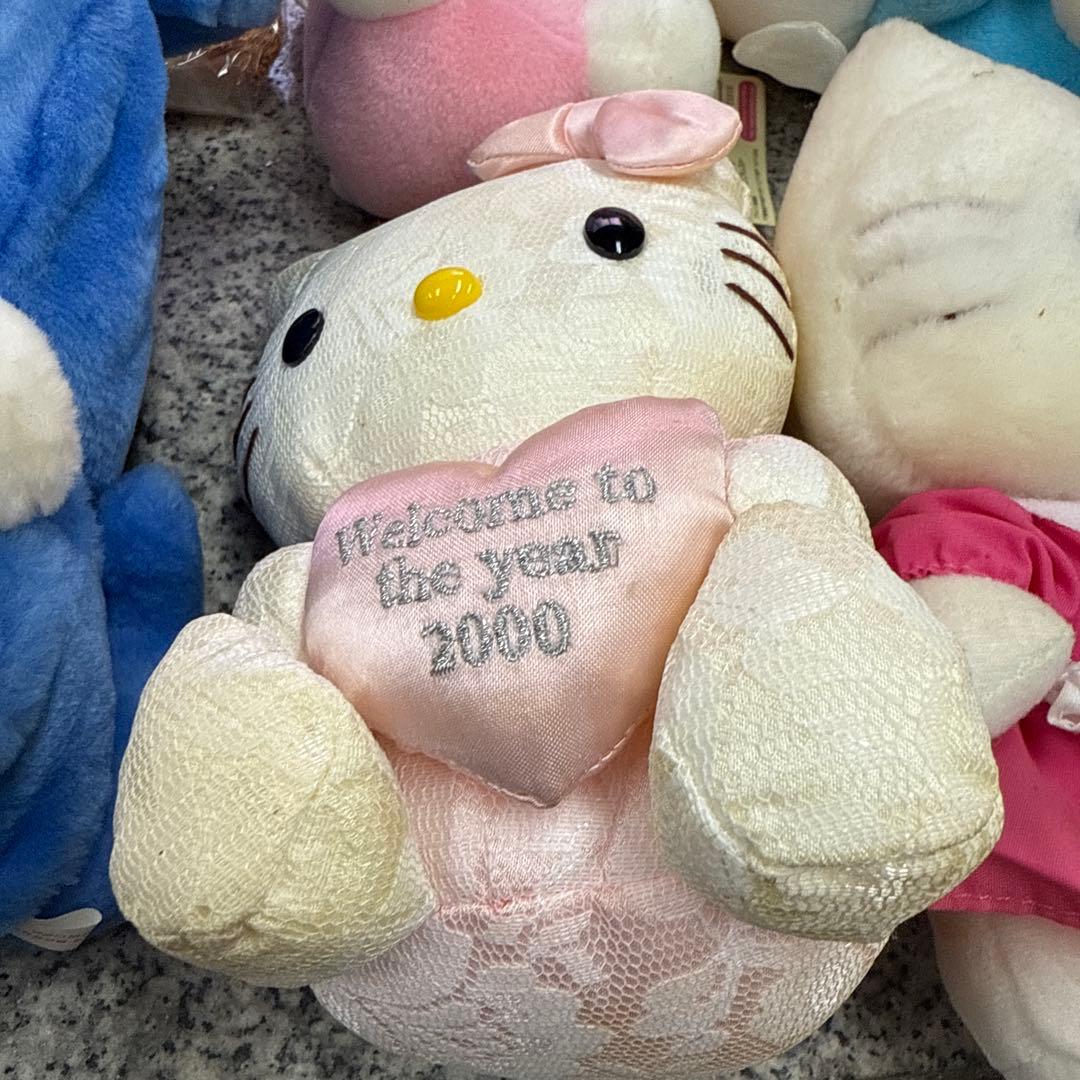 Welcome to
the year
2000